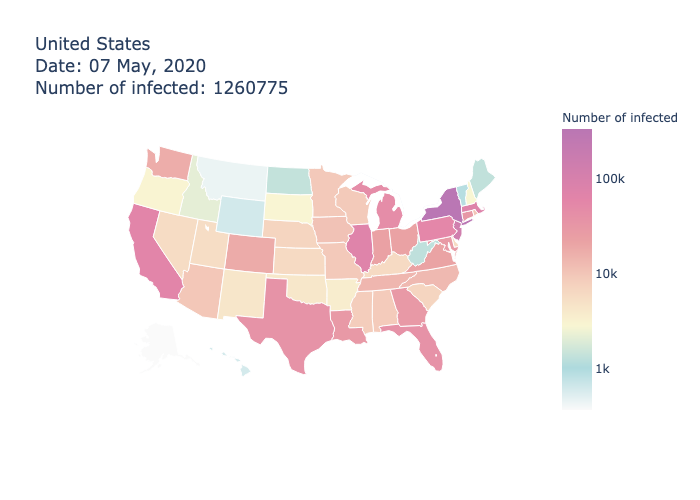 United States
Date: 07 May, 2020
Number of infected: 1260775
Number of infected
100k
10k
1k